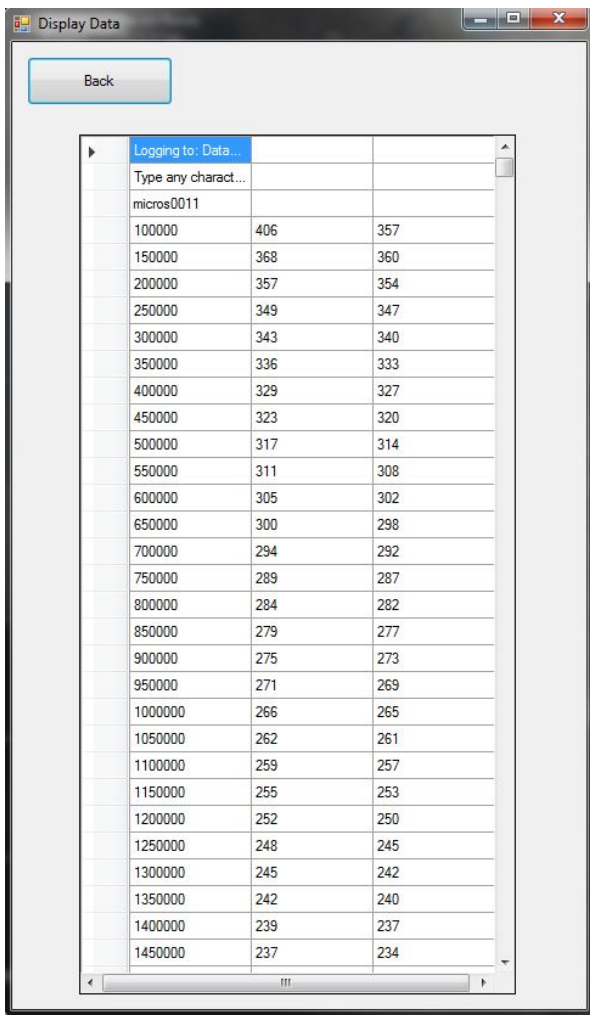 Display Data
Back
Logging to: Data...
Type any charact...
micros0011
100000 406 357
150000 368 360
200000 357 354
250000 349 347
300000 343 340
350000 336 333
400000 329 327
450000 323 320
500000 317 314
550000 311 308
600000 305 302
650000 300 298
700000 294 292
750000 289 287
800000 284 282
850000 279 277
900000 275 273
950000 271 269
1000000 266 265
1050000 262 261
1100000 259 257
1150000 255 253
1200000 252 250
1250000 248 245
1300000 245 242
1350000 242 240
1400000 239 237
1450000 237 234